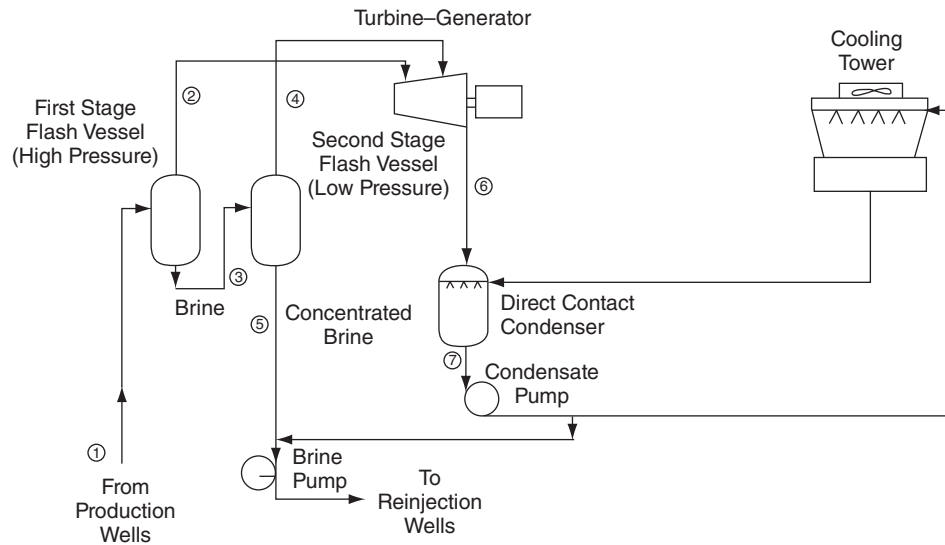 Turbine–Generator
Cooling
Tower
②
④
First Stage
Flash Vessel
(High Pressure)
Second Stage
Flash Vessel
(Low Pressure)
⑥
③
Brine
⑤
Concentrated
Brine
Direct Contact
Condenser
⑦
Condensate
Pump
①
From
Production
Wells
Brine
Pump
To
Reinjection
Wells